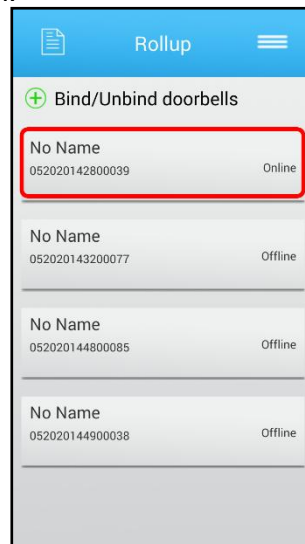 Rollup
Bind/Unbind doorbells
No Name
052020142800039 Online
No Name
052020143200077 Offline
No Name
052020144800085 Offline
No Name
052020144900038 Offline